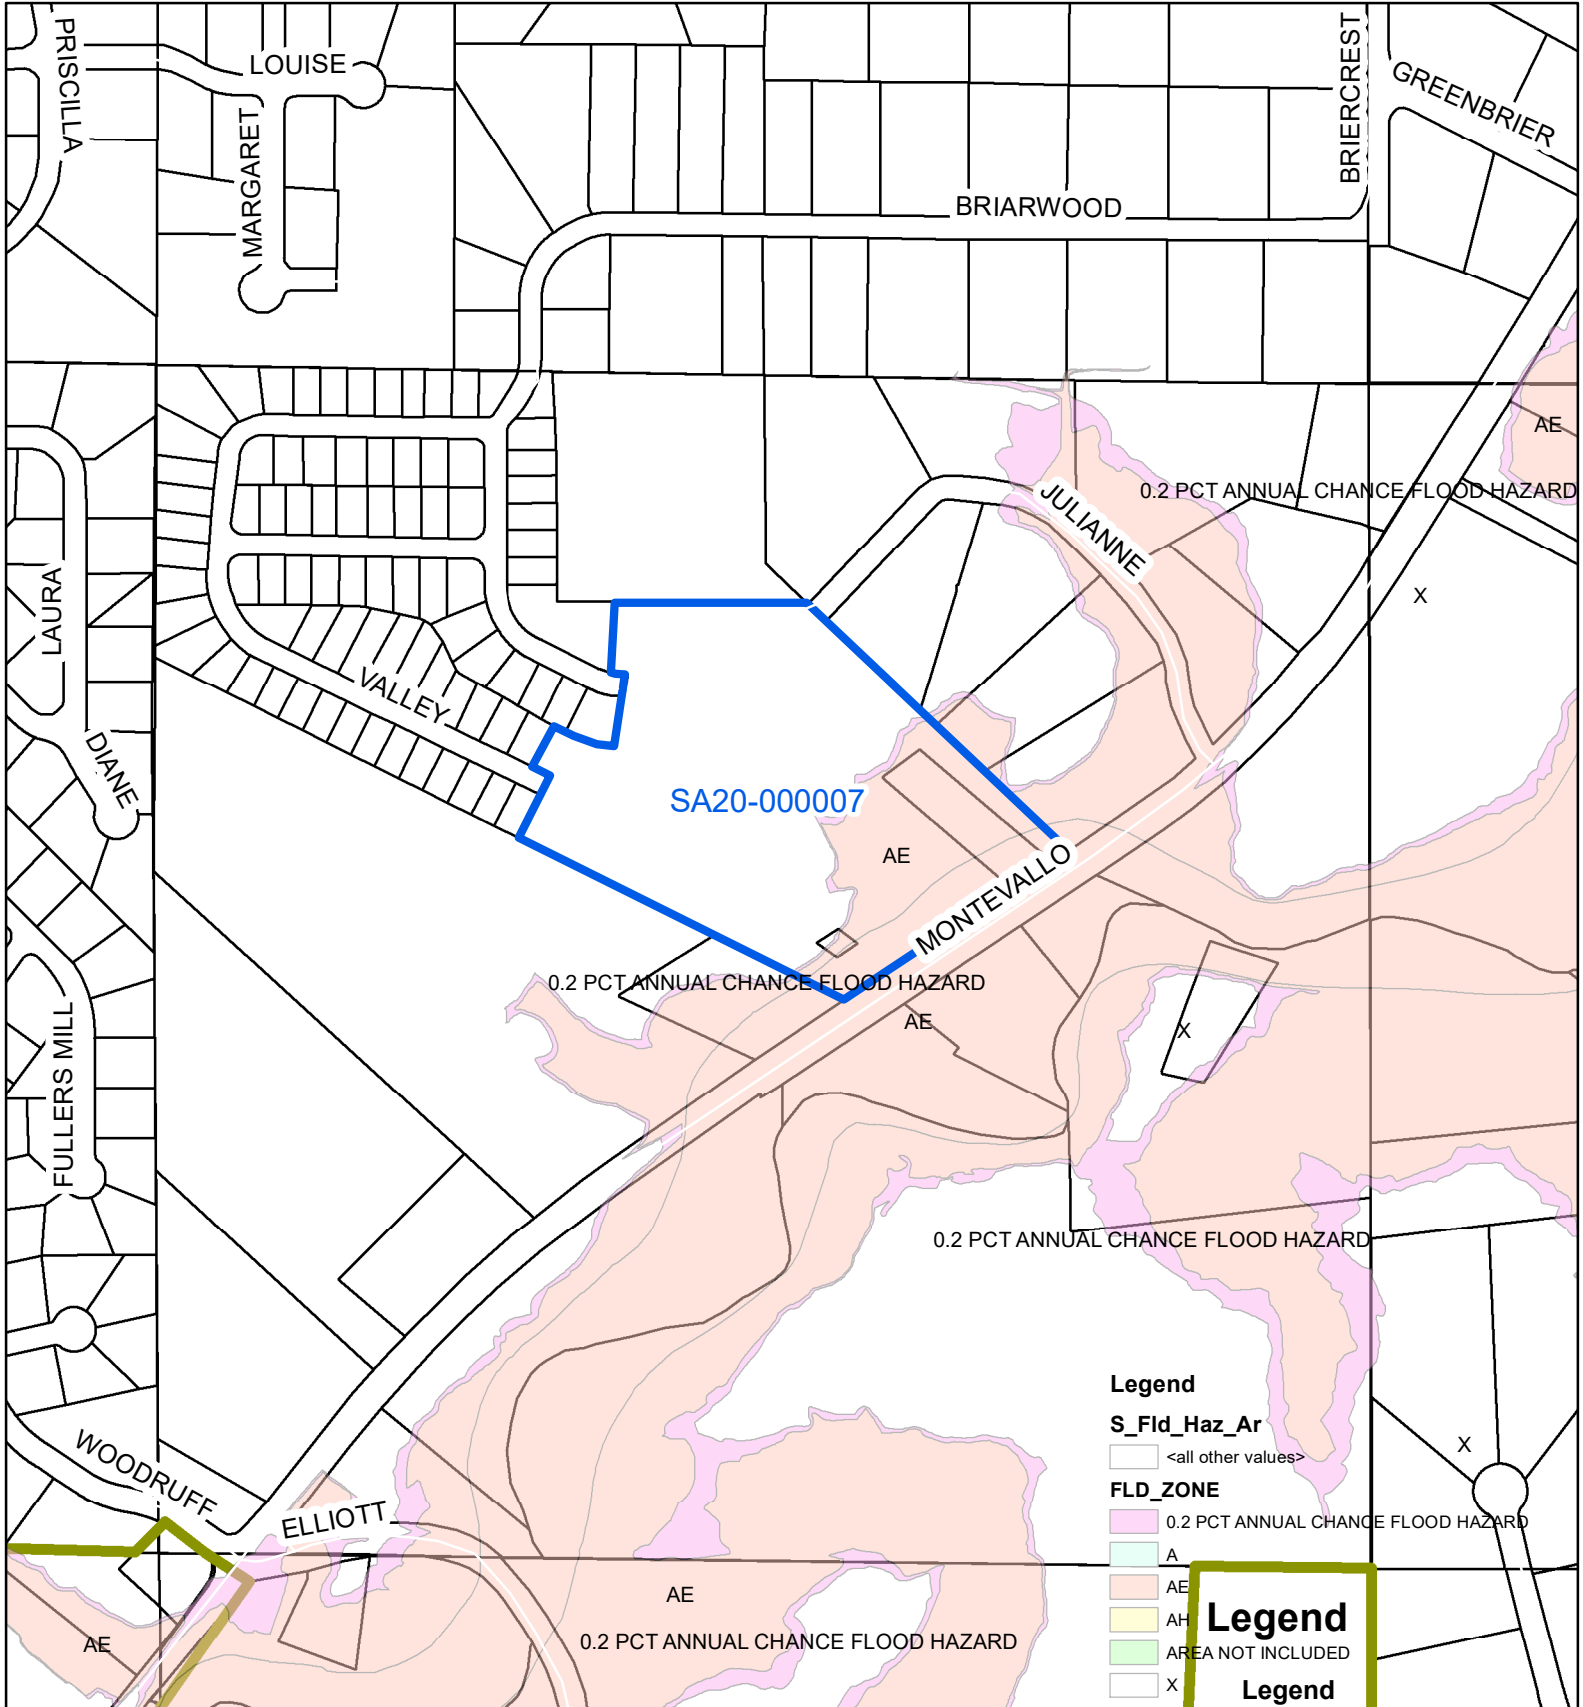 PRISCILLA
LOUISE
MARGARET
BRIERCREST
GREENBRIER
BRIARWOOD
AE
0.2 PCT ANNUAL CHANCE FLOOD HAZARD
JULIANNE
X
LAURA
VALLEY
DIANE
SA20-000007
AE
MONTEVALLO
0.2 PCT ANNUAL CHANCE FLOOD HAZARD
AE
X
FULLERS MILL
0.2 PCT ANNUAL CHANCE FLOOD HAZARD
WOODRUFF
ELLIOTT
X
AE
AE
0.2 PCT ANNUAL CHANCE FLOOD HAZARD
Legend
S_Fld_Haz_Ar
<all other values>
FLD_ZONE
0.2 PCT ANNUAL CHANCE FLOOD HAZARD
A
AE
AH
AREA NOT INCLUDED
X
Legend
Legend